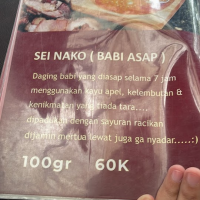 SEI NAKO ( BABI ASAP )
Daging babi yang diasap selama 7 jam
menggunakan kayu apel, kelembutan &
kenikmatan yang tiada tara.....
dipadukan dengan sayuran racikan
dijamin mertua lewat juga ga nyadar.....:)
100gr 60K